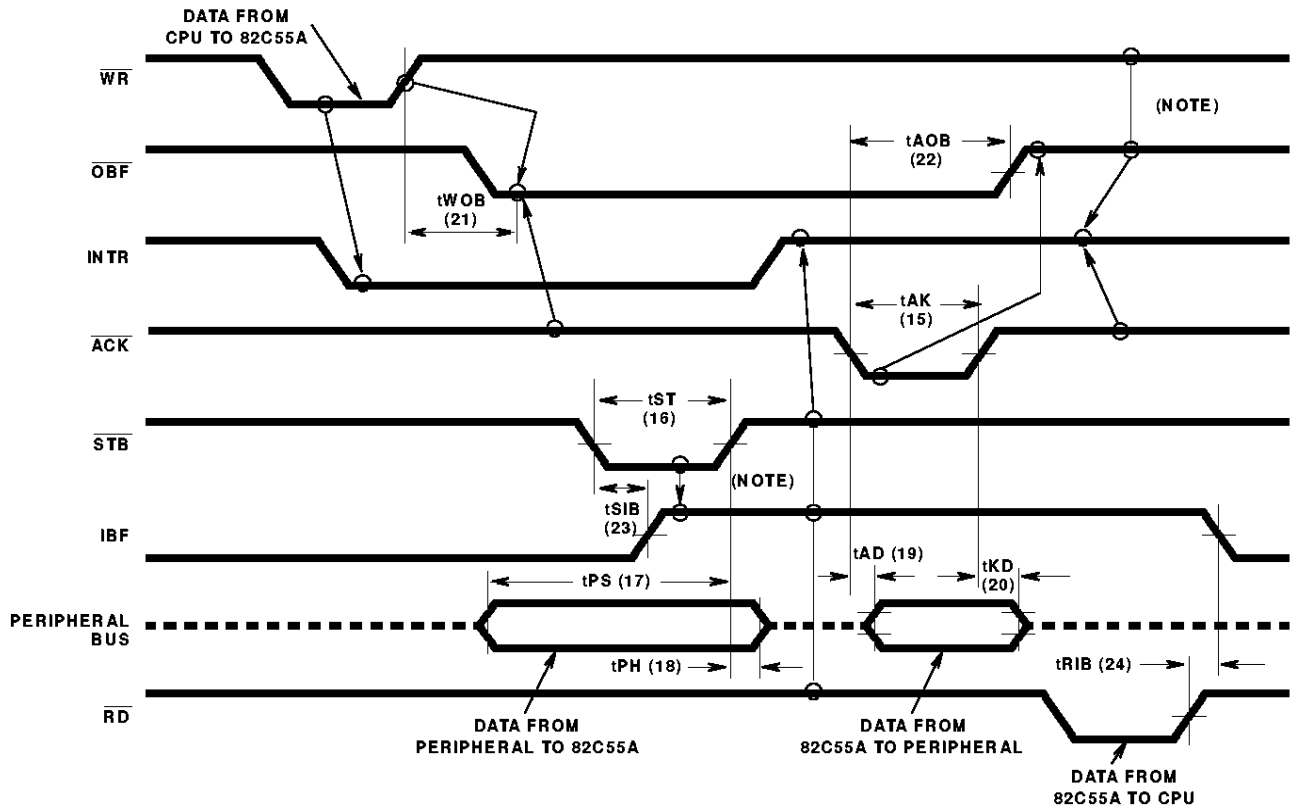 DATA FROM
CPU TO 82C55A
WR
(NOTE)
tAOB
(22)
OBF
tWOB
(21)
INTR
tAK
(15)
ACK
tST
(16)
STB
(NOTE)
tSIB
(23)
IBF
tAD (19)
tKD
(20)
tPS (17)
PERIPHERAL
BUS
tPH (18)
tRIB (24)
RD
DATA FROM
PERIPHERAL TO 82C55A
DATA FROM
82C55A TO PERIPHERAL
DATA FROM
82C55A TO CPU